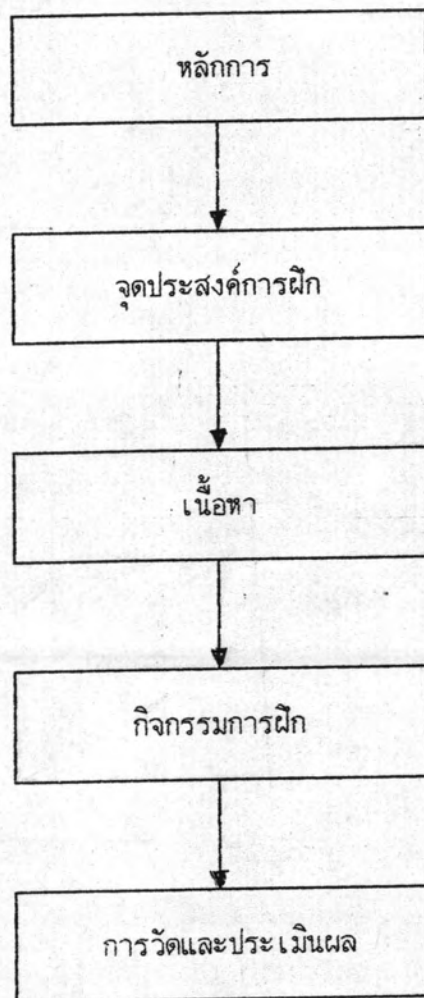 หลักการ
จุดประสงค์การฝึก
เนื้อหา
กิจกรรมการฝึก
การวัดและประเมินผล